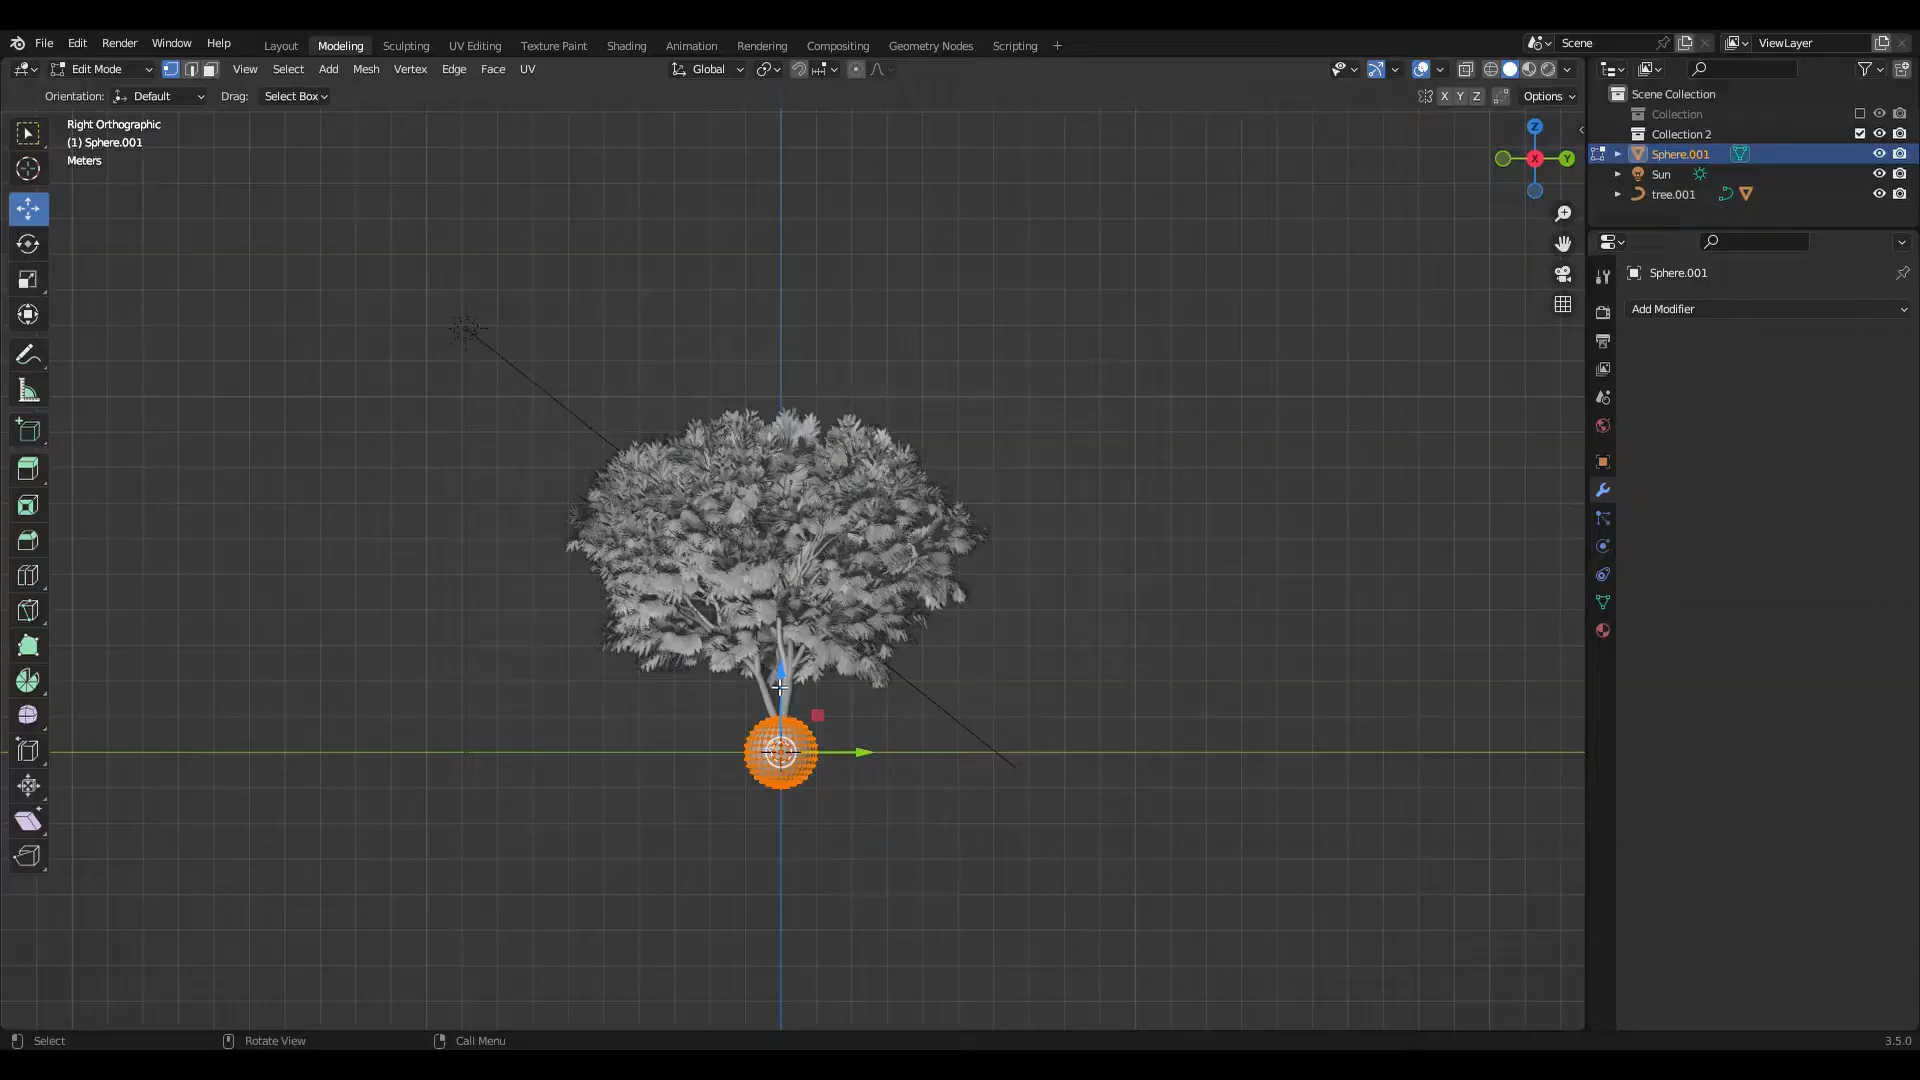 File Edit Render Window Help Layout Modeling Sculpting UV Editing Texture Paint Shading Animation Rendering Compositing Geometry Nodes Scripting + Scene ViewLayer
Edit Mode View Select Add Mesh Vertex Edge Face UV Global
Orientation: Default Drag: Select Box X Y Z Options
Scene Collection
Collection
Collection 2
Sphere.001
Sun
tree.001
Right Orthographic
(1) Sphere.001
Meters
Z
X
Y
Sphere.001
Add Modifier
Select Rotate View Call Menu 3.5.0